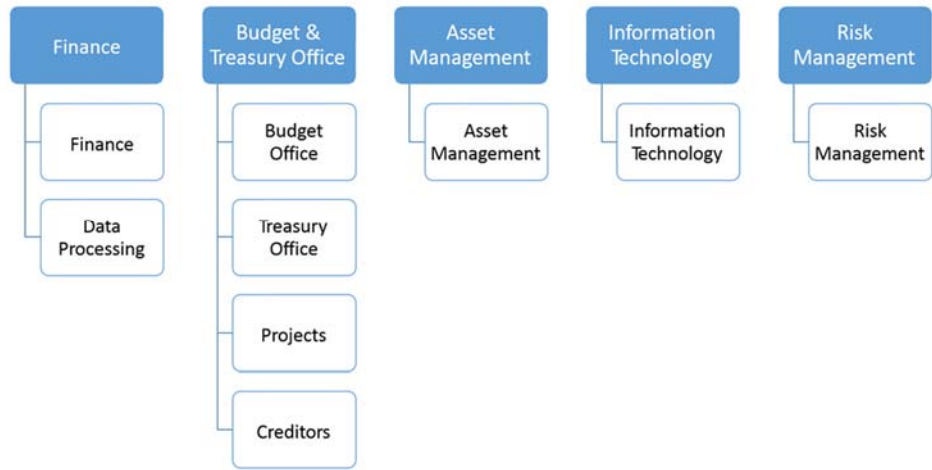 Finance
Budget &
Treasury Office
Asset
Management
Information
Technology
Risk
Management
Finance
Data
Processing
Budget
Office
Treasury
Office
Projects
Creditors
Asset
Management
Information
Technology
Risk
Management